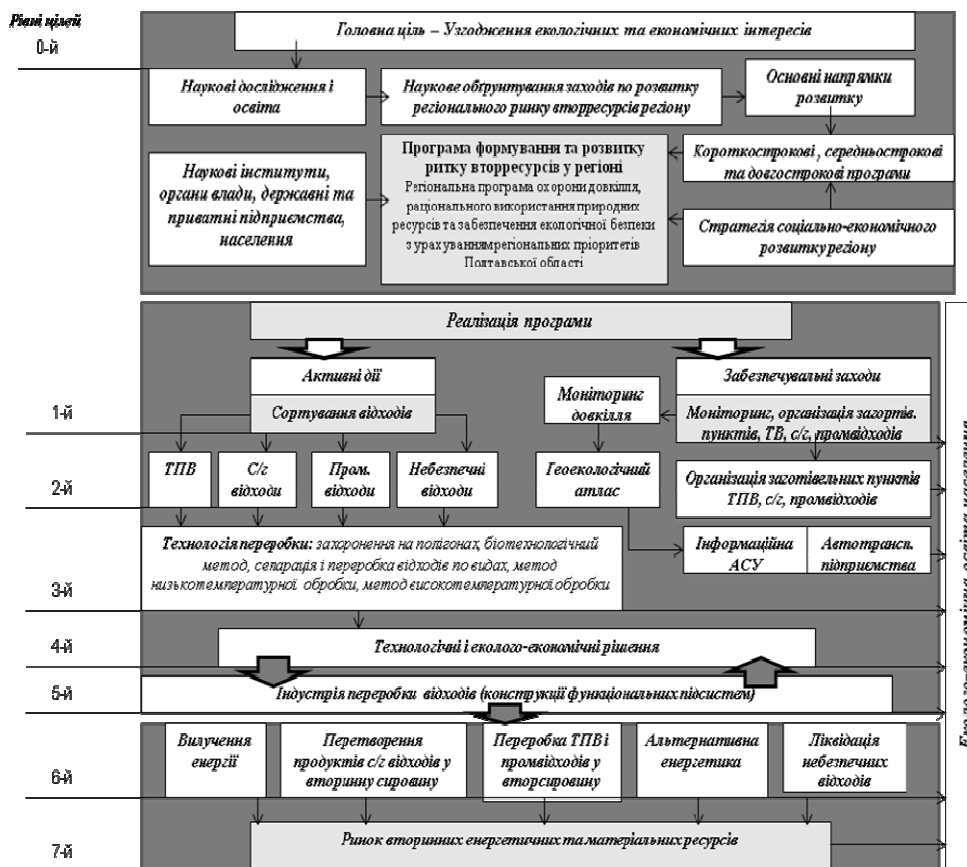 Рівні цілей
0-й
Головна ціль – Узгодження екологічних та економічних інтересів
Наукові дослідження і
освіта
Наукове обґрунтування заходів по розвитку
регіонального ринку вторресурсів регіону
Основні напрямки
розвитку
Наукові інститути,
органи влади, державні та
приватні підприємства,
населення
Програма формування та розвитку
ритку вторресурсів у регіоні
Регіональна програма охорони довкілля,
раціонального використання природних
ресурсів та забезпечення екологічної безпеки
з урахуванням регіональних пріоритетів
Полтавської області
Короткострокові , середньострокові
та довгострокові програми
Стратегія соціально-економічного
розвитку регіону
Реалізація програми
Активні дії
Забезпечувальні заходи
1-й
Сортування відходів
Моніторинг
довкілля
Моніторинг, організація загортів.
пунктів, ТВ, с/г, промвідходів
2-й
ТПВ
С/г
відходи
Пром.
відходи
Небезпечні
відходи
Геоекологічний
атлас
Організація заготівельних пунктів
ТПВ, с/г, промвідходів
3-й
Технологія переробки: захоронення на полігонах, біотехнологічний
метод, сепарація і переробка відходів по видах, метод
низькотемпературної обробки, метод високотемпературної обробки
Інформаційна
АСУ
Автотрансп.
підприємства
4-й
Технологічні і еколого-економічні рішення
5-й
Індустрія переробки відходів (конструкції функціональних підсистем)
6-й
Вилучення
енергії
Перетворення
продуктів с/г відходів у
вторинну сировину
Переробка ТПВ і
промвідходів у
вторсировину
Альтернативна
енергетика
Ліквідація
небезпечних
відходів
7-й
Ринок вторинних енергетичних та матеріальних ресурсів